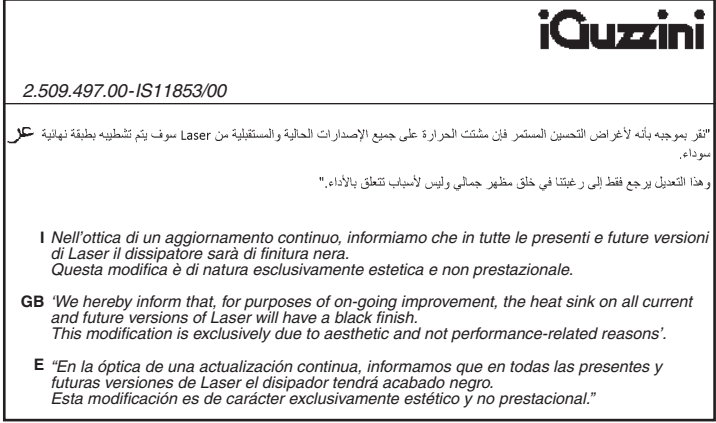 iGuzzini
2.509.497.00-IS11853/00
عر "نقر بموجبه بأنه لأغراض التحسين المستمر فإن مشتت الحرارة على جميع الإصدارات الحالية والمستقبلية من Laser سوف يتم تشطيبه بطبقة نهائية
سوداء.
وهذا التعديل يرجع فقط إلى رغبتنا في خلق مظهر جمالي وليس لأسباب تتعلق بالأداء."
I Nell'ottica di un aggiornamento continuo, informiamo che in tutte le presenti e future versioni
di Laser il dissipatore sarà di finitura nera.
Questa modifica è di natura esclusivamente estetica e non prestazionale.
GB 'We hereby inform that, for purposes of on-going improvement, the heat sink on all current
and future versions of Laser will have a black finish.
This modification is exclusively due to aesthetic and not performance-related reasons'.
E “En la óptica de una actualización continua, informamos que en todas las presentes y
futuras versiones de Laser el disipador tendrá acabado negro.
Esta modificación es de carácter exclusivamente estético y no prestacional.”